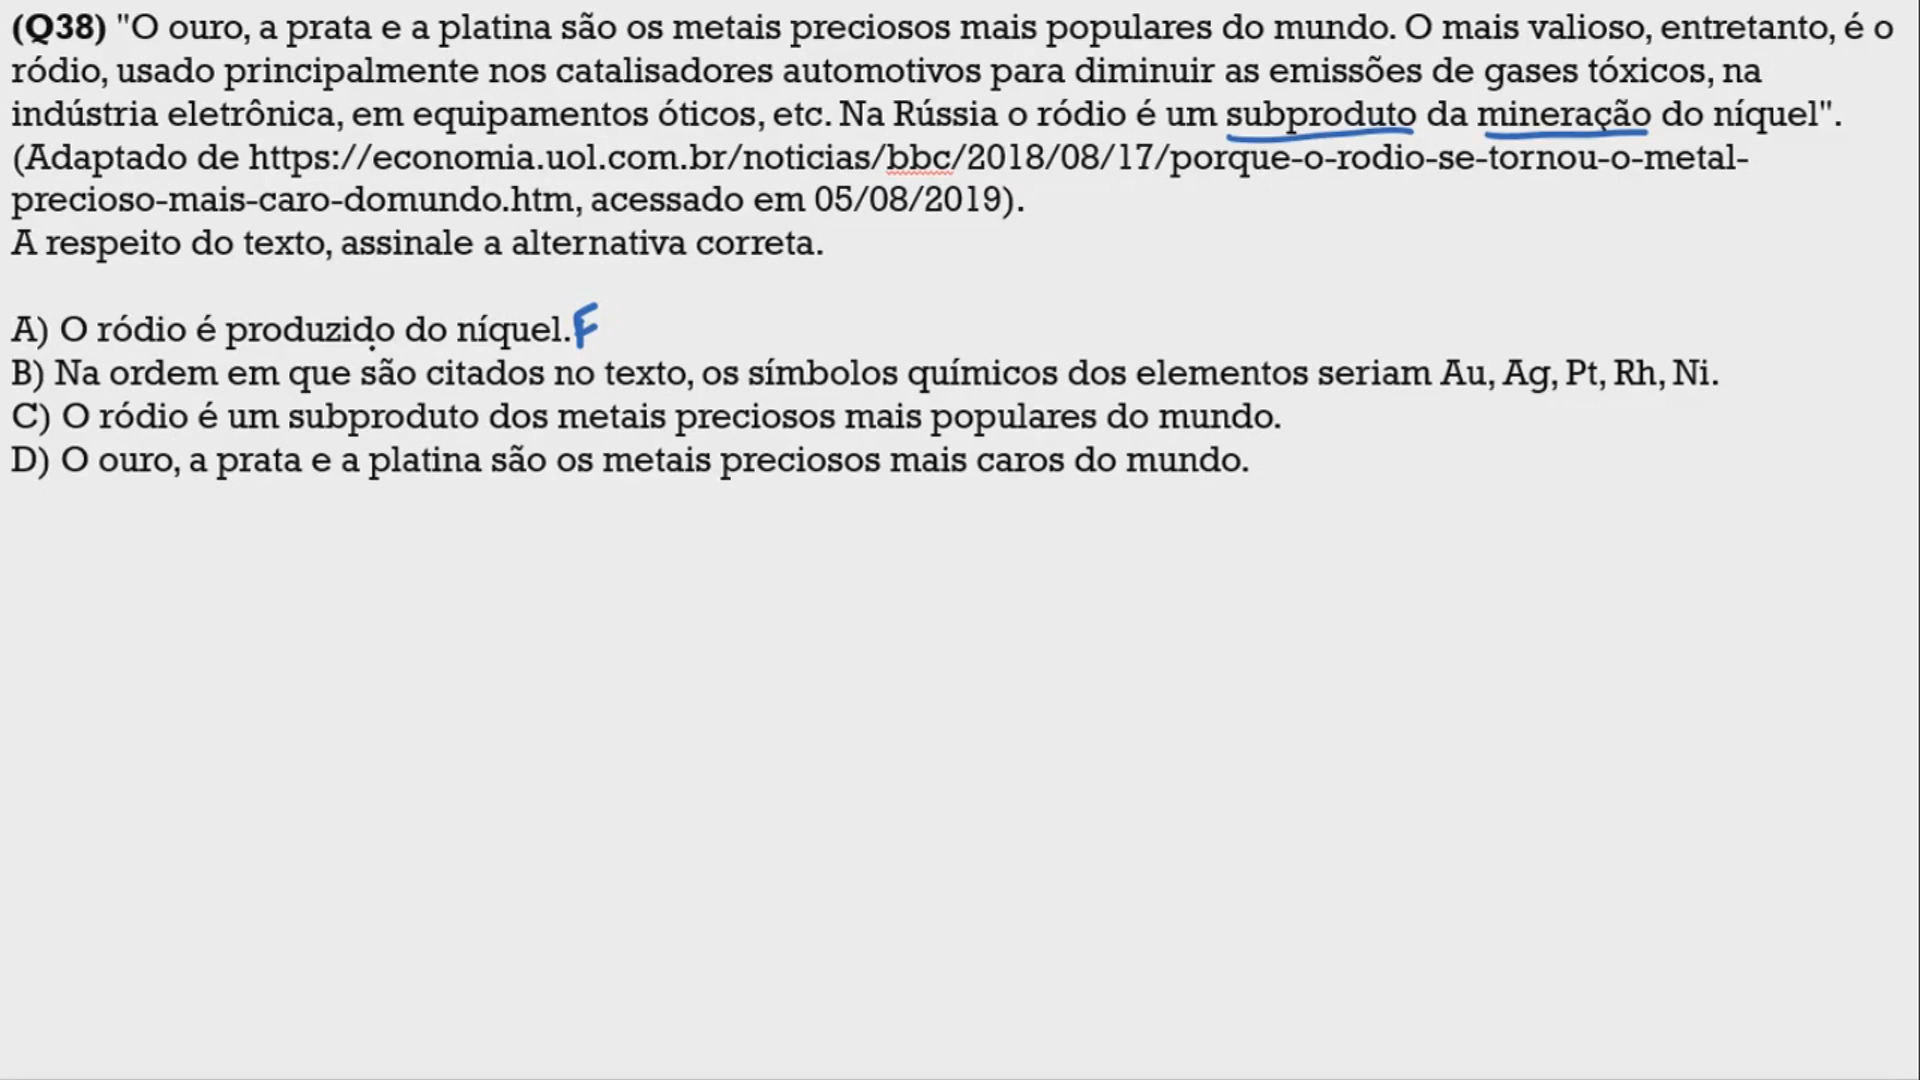 (Q38) "O ouro, a prata e a platina são os metais preciosos mais populares do mundo. O mais valioso, entretanto, é o
ródio, usado principalmente nos catalisadores automotivos para diminuir as emissões de gases tóxicos, na
indústria eletrônica, em equipamentos óticos, etc. Na Rússia o ródio é um subproduto da mineração do níquel".
(Adaptado de https://economia.uol.com.br/noticias/bbc/2018/08/17/porque-o-rodio-se-tornou-o-metal-
precioso-mais-caro-domundo.htm, acessado em 05/08/2019).
A respeito do texto, assinale a alternativa correta.
A) O ródio é produzido do níquel. F
B) Na ordem em que são citados no texto, os símbolos químicos dos elementos seriam Au, Ag, Pt, Rh, Ni.
C) O ródio é um subproduto dos metais preciosos mais populares do mundo.
D) O ouro, a prata e a platina são os metais preciosos mais caros do mundo.